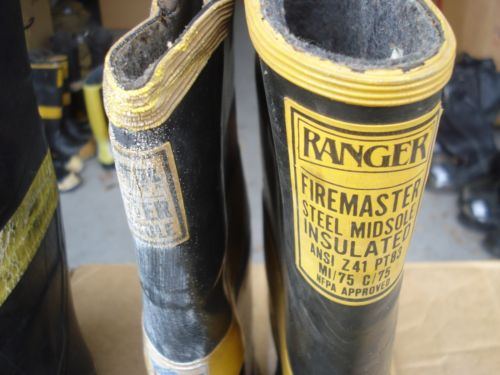 RANGER
FIREMASTER
STEEL MIDSOLE
INSULATED
ANSI Z41 PT83
MI/75 C/75
NFPA APPROVED